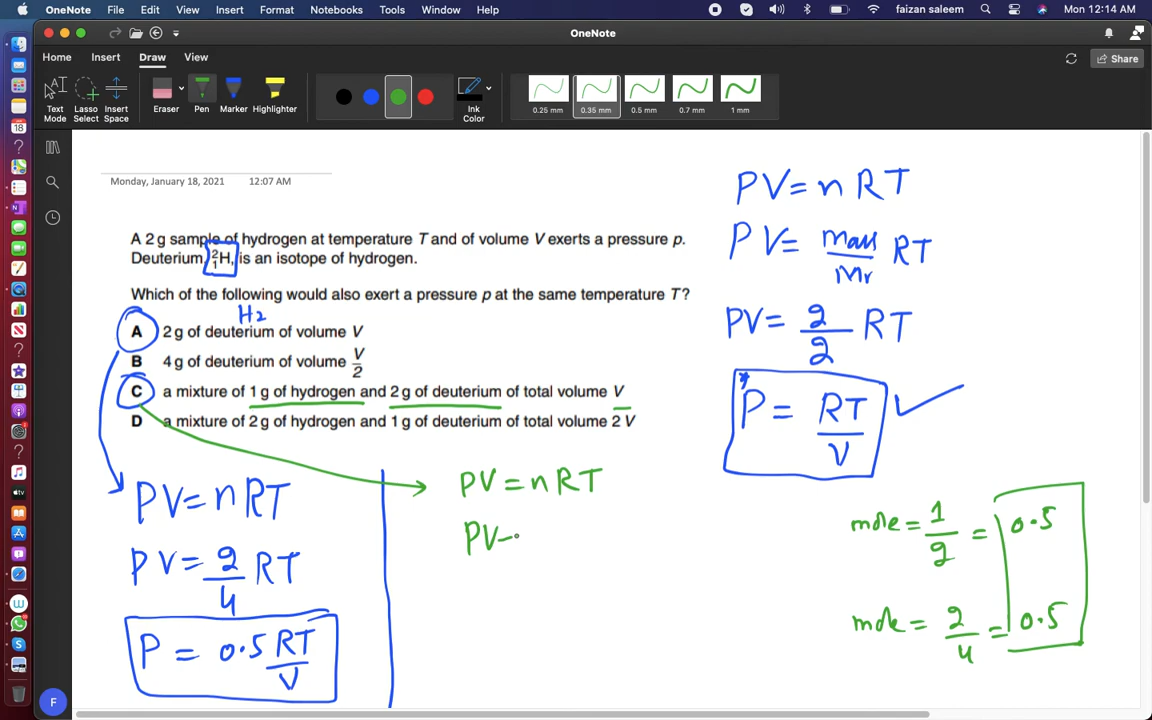 OneNote File Edit View Insert Format Notebooks Tools Window Help faizan saleem Mon 12:14 AM
OneNote
Home Insert Draw View Share
Text Mode Lasso Select Insert Space Eraser Pen Marker Highlighter Color 0.25 mm 0.35 mm 0.5 mm 0.7 mm 1 mm
Monday, January 18, 2021 12:07 AM
A 2 g sample of hydrogen at temperature T and of volume V exerts a pressure p.
Deuterium, ²₁H, is an isotope of hydrogen.
Which of the following would also exert a pressure p at the same temperature T?
H2
A 2 g of deuterium of volume V
B 4 g of deuterium of volume V/2
C a mixture of 1 g of hydrogen and 2 g of deuterium of total volume V
D a mixture of 2 g of hydrogen and 1 g of deuterium of total volume 2 V
PV = nRT
PV = mass/Mr RT
PV = 2/2 RT
*P = RT/V
PV = nRT
PV = 2/4 RT
P = 0.5 RT/V
PV = nRT
PV-
mole = 1/2 = 0.5
mole = 2/4 = 0.5
F